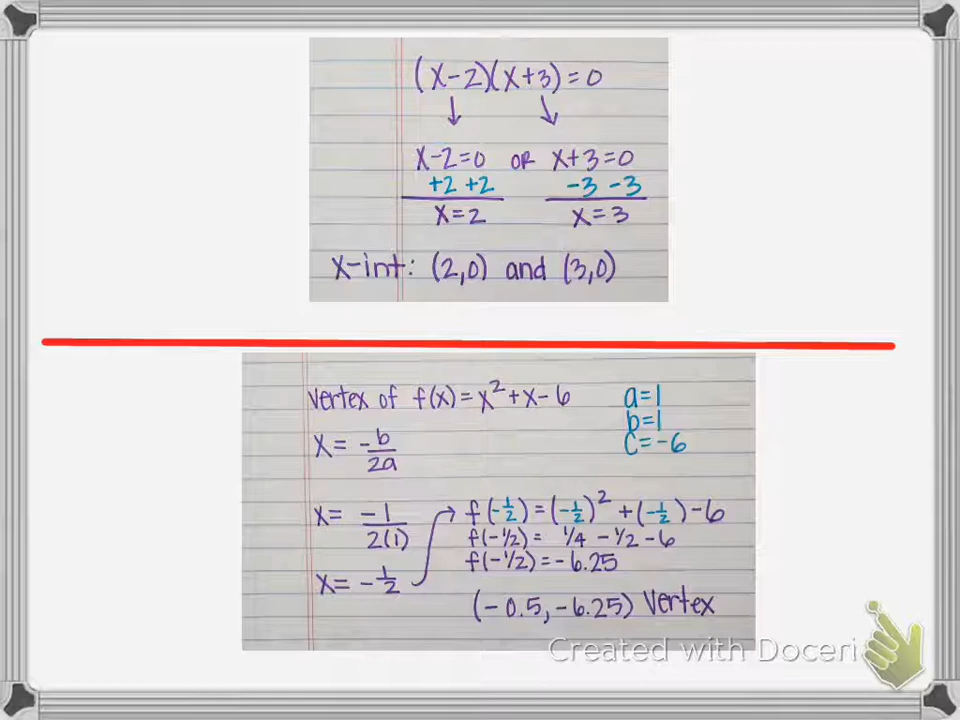 (x-2)(x+3)=0
x-2=0 OR x+3=0
+2 +2 -3 -3
x=2 x=3
x-int: (2,0) and (3,0)
Vertex of f(x)=x²+x-6 a=1
b=1
c=-6
x= -b/2a
x= -1/2(1)
f(-1/2)=(-1/2)²+(-1/2)-6
f(-1/2)= 1/4 -1/2-6
f(-1/2)=-6.25
x= -1/2
(-0.5,-6.25) Vertex
Created with Doceri